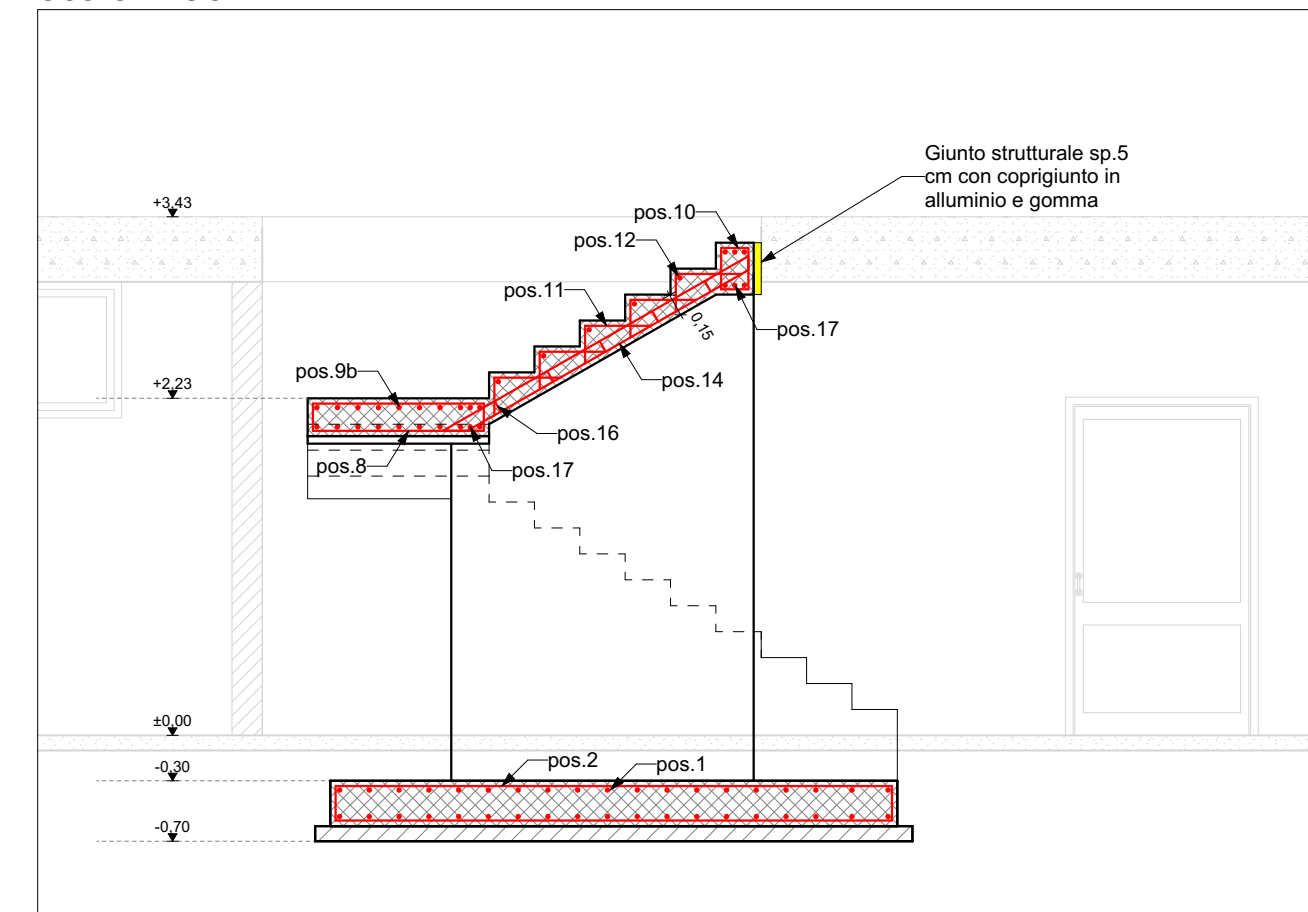 Giunto strutturale sp.5
cm con coprigiunto in
alluminio e gomma
+3,43
pos.10
pos.12
pos.11
0,15
pos.17
pos.9b
+2,23
pos.14
pos.16
pos.8
pos.17
±0,00
-0,30
pos.2
pos.1
-0,70